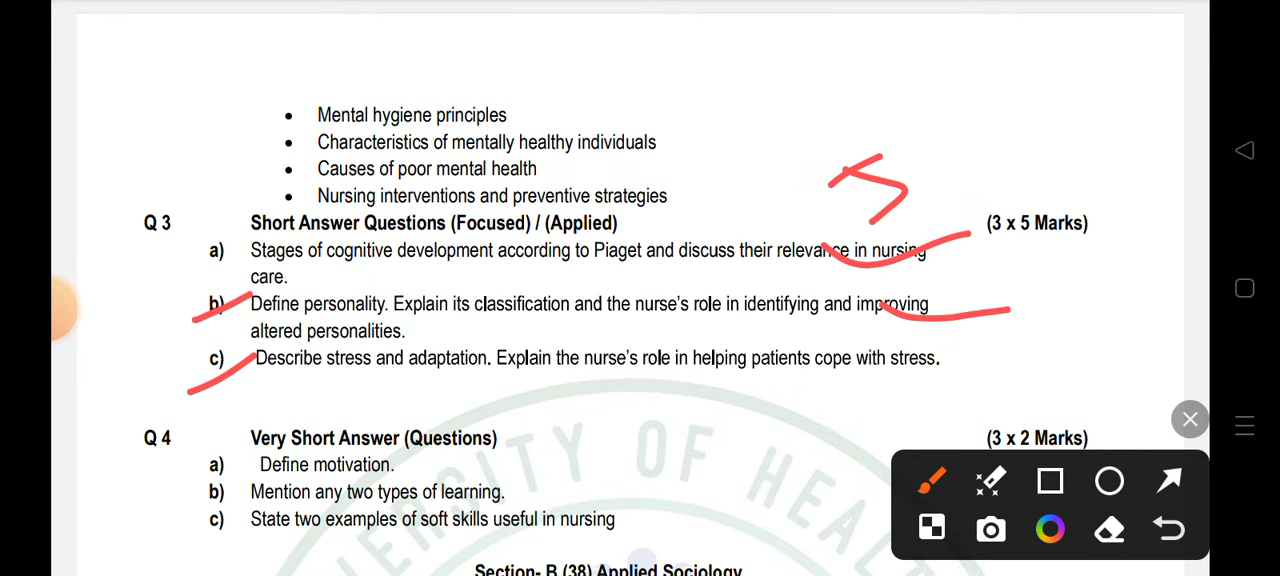 • Mental hygiene principles
• Characteristics of mentally healthy individuals
• Causes of poor mental health
• Nursing interventions and preventive strategies
Q 3 Short Answer Questions (Focused) / (Applied) (3 x 5 Marks)
a) Stages of cognitive development according to Piaget and discuss their relevance in nursing
care.
b) Define personality. Explain its classification and the nurse's role in identifying and improving
altered personalities.
c) Describe stress and adaptation. Explain the nurse's role in helping patients cope with stress.
Q 4 Very Short Answer (Questions) (3 x 2 Marks)
a) Define motivation.
b) Mention any two types of learning.
c) State two examples of soft skills useful in nursing
VERSITY OF HEALT
Section- B (38) Applied Sociology